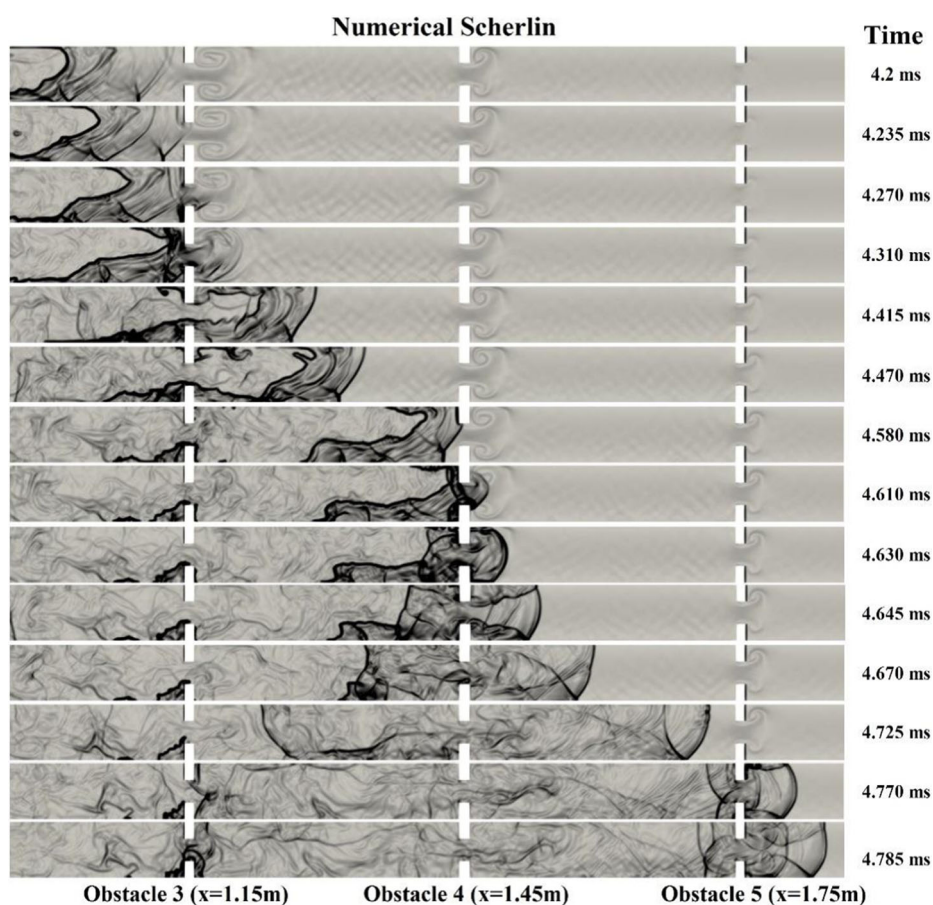 Numerical Scherlin
Time
4.2 ms
4.235 ms
4.270 ms
4.310 ms
4.415 ms
4.470 ms
4.580 ms
4.610 ms
4.630 ms
4.645 ms
4.670 ms
4.725 ms
4.770 ms
4.785 ms
Obstacle 3 (x=1.15m) Obstacle 4 (x=1.45m) Obstacle 5 (x=1.75m)